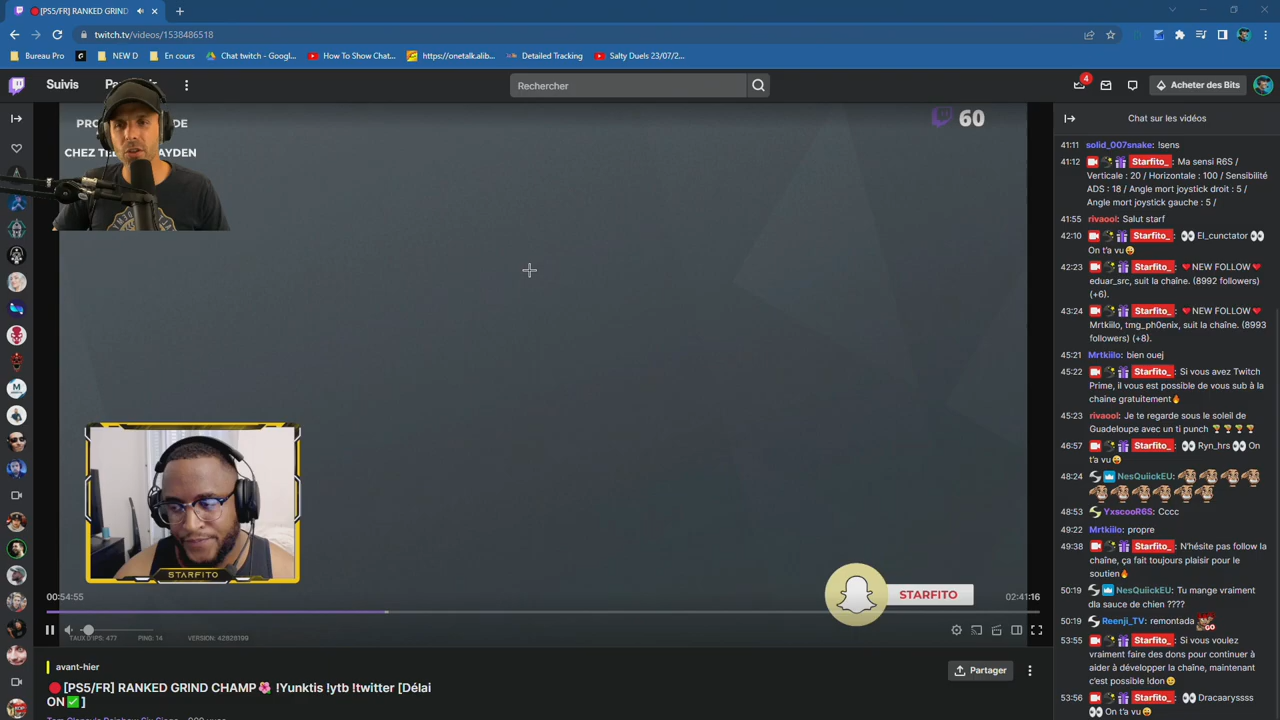 [PS5/FR] RANKED GRIND
twitch.tv/videos/1538486518
Bureau Pro
NEW D
En cours
Chat twitch - Googl...
How To Show Chat...
https://onetalk.alib...
Detailed Tracking
Salty Duels 23/07/2...
Suivis
Rechercher
4
Acheter des Bits
60
CHEZ
AYDEN
Chat sur les vidéos
41:11 solid_007snake: !sens
41:12 Starfito_ : Ma sensi R6S /
Verticale : 20 / Horizontale : 100 / Sensibilité
ADS : 18 / Angle mort joystick droit : 5 /
Angle mort joystick gauche : 5 /
41:55 rivaool: Salut starf
42:10 Starfito_ : 👀 El_cunctator 👀
On t'a vu😄
42:23 Starfito_ : ❤️NEW FOLLOW❤️
eduar_src, suit la chaîne. (8992 followers)
(+6).
43:24 Starfito_ : ❤️NEW FOLLOW❤️
Mrtkiilo, tmg_ph0enix, suit la chaîne. (8993
followers) (+8).
45:21 Mrtkiilo: bien ouej
45:22 Starfito_ : Si vous avez Twitch
Prime, il vous est possible de vous sub à la
chaine gratuitement🔥
45:23 rivaool: Je te regarde sous le soleil de
Guadeloupe avec un ti punch 🍹 🍹 🍹 🍹
46:57 Starfito_ : 👀 Ryn_hrs 👀 On
t'a vu😄
48:24 NesQuiickEU:
48:53 YxscooR6S: Cccc
49:22 Mrtkiilo: propre
49:38 Starfito_ : N'hésite pas follow la
chaîne, ça fait toujours plaisir pour le
soutien🔥
50:19 NesQuiickEU: Tu mange vraiment
dla sauce de chien ????
50:19 Reenji_TV: remontada GO
53:55 Starfito_ : Si vous voulez
vraiment faire des dons pour continuer à
aider à développer la chaîne, maintenant
c'est possible !don😉
53:56 Starfito_ : 👀 Dracaaryssss
👀 On t'a vu😄
STARFITO
STARFITO
00:54:55
02:41:16
TAUX D'IPS: 477
PING: 14
VERSION: 42828199
avant-hier
🔴[PS5/FR] RANKED GRIND CHAMP🌺 !Yunktis !ytb !twitter [Délai
ON ✅ ]
Partager